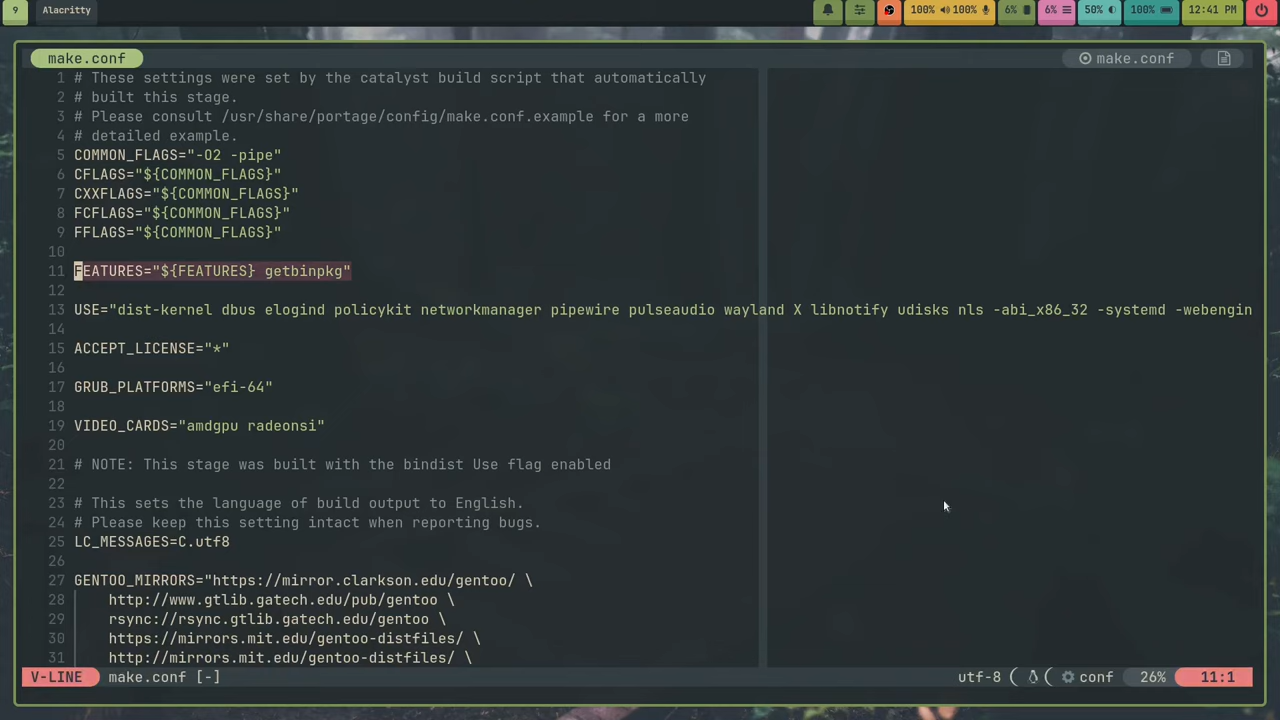 9 Alacritty 100% 100% 6% 6% 50% 100% 12:41 PM
make.conf make.conf
1 # These settings were set by the catalyst build script that automatically
2 # built this stage.
3 # Please consult /usr/share/portage/config/make.conf.example for a more
4 # detailed example.
5 COMMON_FLAGS="-O2 -pipe"
6 CFLAGS="${COMMON_FLAGS}"
7 CXXFLAGS="${COMMON_FLAGS}"
8 FCFLAGS="${COMMON_FLAGS}"
9 FFLAGS="${COMMON_FLAGS}"
10
11 FEATURES="${FEATURES} getbinpkg"
12
13 USE="dist-kernel dbus elogind policykit networkmanager pipewire pulseaudio wayland X libnotify udisks nls -abi_x86_32 -systemd -webengin
14
15 ACCEPT_LICENSE="*"
16
17 GRUB_PLATFORMS="efi-64"
18
19 VIDEO_CARDS="amdgpu radeonsi"
20
21 # NOTE: This stage was built with the bindist Use flag enabled
22
23 # This sets the language of build output to English.
24 # Please keep this setting intact when reporting bugs.
25 LC_MESSAGES=C.utf8
26
27 GENTOO_MIRRORS="https://mirror.clarkson.edu/gentoo/ \
28 http://www.gtlib.gatech.edu/pub/gentoo \
29 rsync://rsync.gtlib.gatech.edu/gentoo \
30 https://mirrors.mit.edu/gentoo-distfiles/ \
31 http://mirrors.mit.edu/gentoo-distfiles/ \
V-LINE make.conf [-] utf-8 conf 26% 11:1